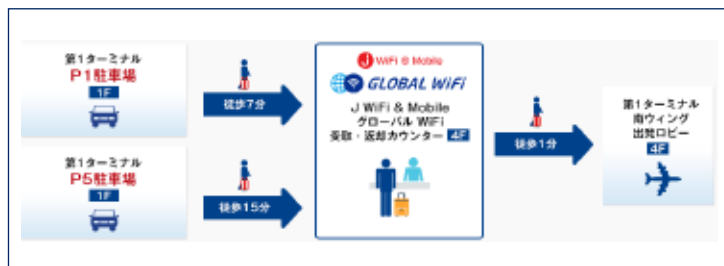 第1ターミナル
P1駐車場
1F
徒歩7分
第1ターミナル
P5駐車場
1F
徒歩15分
J WiFi & Mobile
GLOBAL WiFi
J WiFi & Mobile
グローバル WiFi
受取・返却カウンター 4F
徒歩1分
第1ターミナル
南ウィング
出発ロビー
4F